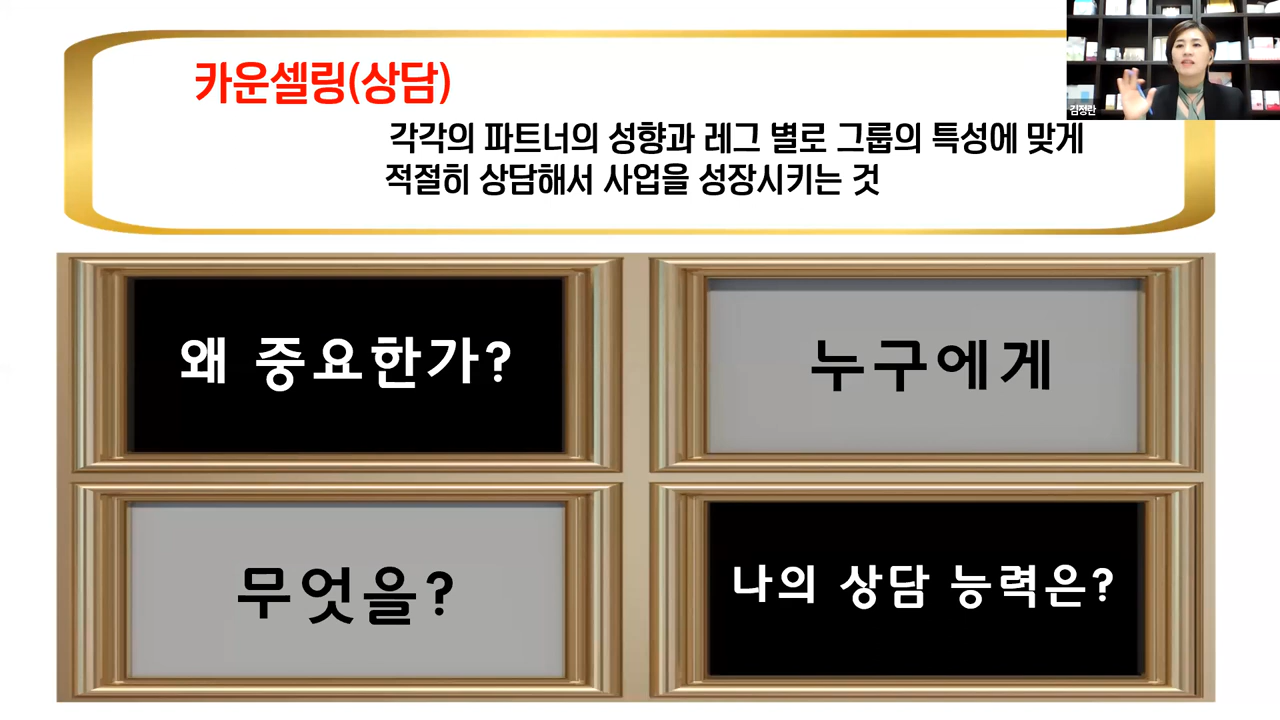 카운셀링(상담)
각각의 파트너의 성향과 레그 별로 그룹의 특성에 맞게
적절히 상담해서 사업을 성장시키는 것
김정란
왜 중요한가?
누구에게
무엇을?
나의 상담 능력은?